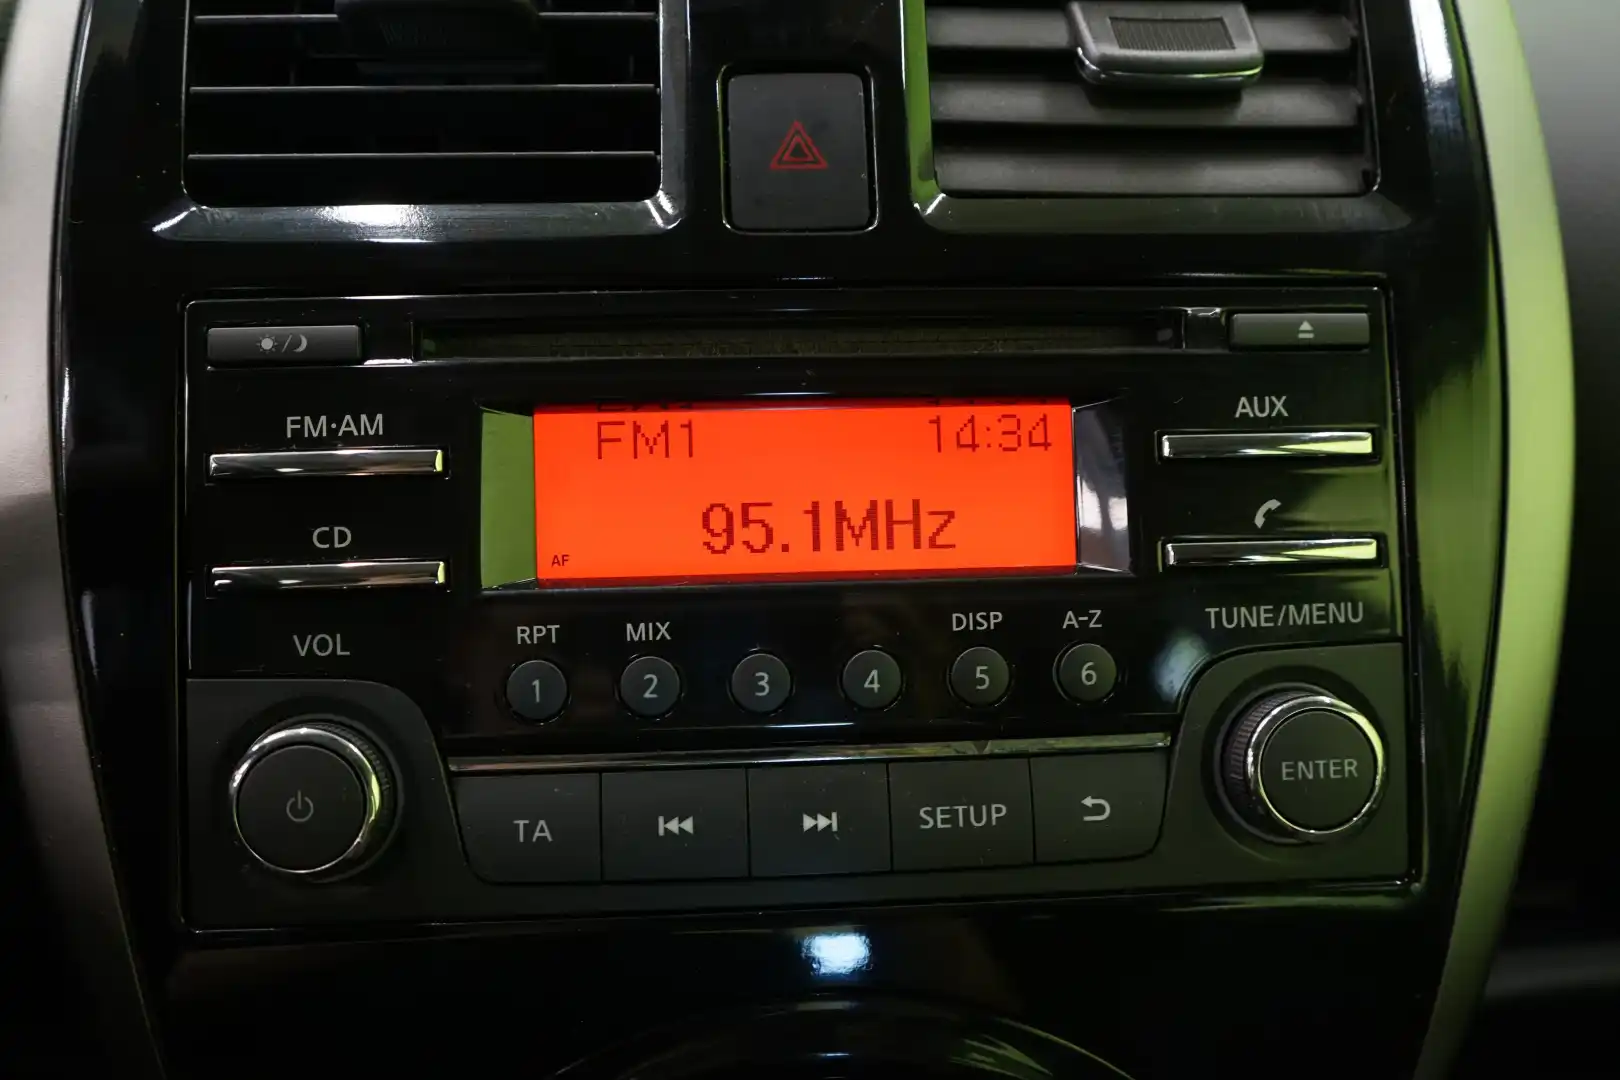 FM·AM
AUX
FM1 14:34
95.1MHz
AF
CD
VOL
RPT MIX DISP A-Z
TUNE/MENU
1 2 3 4 5 6
ENTER
TA SETUP